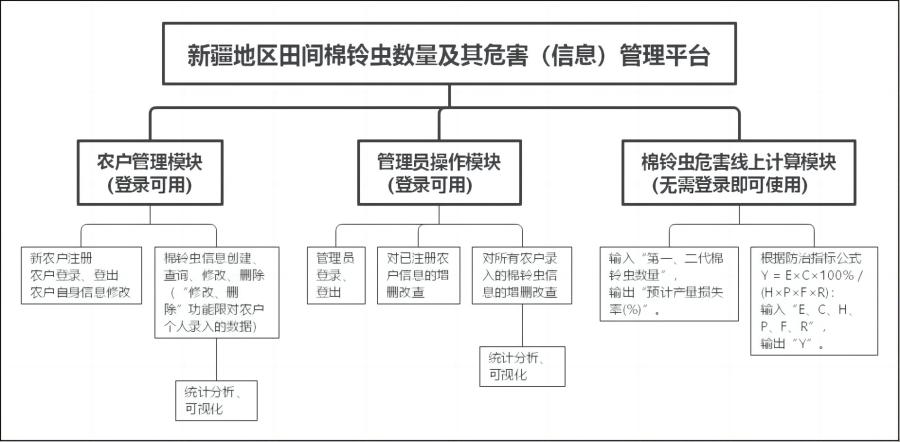 新疆地区田间棉铃虫数量及其危害（信息）管理平台
农户管理模块
(登录可用)
管理员操作模块
(登录可用)
棉铃虫危害线上计算模块
(无需登录即可使用)
新农户注册
农户登录、登出
农户自身信息修改
棉铃虫信息创建、
查询、修改、删除
（“修改、删
除”功能限对农户
个人录入的数据)
管理员
登录、
登出
对已注册农
户信息的增
删改查
对所有农户录
入的棉铃虫信
息的增删改查
输入“第一、二代棉
铃虫数量”，
输出“预计产量损失
率(%)”。
根据防治指标公式
Y = E×C×100% /
(H×P×F×R)：
输入“E、C、H、
P、F、R”，
输出“Y”。
统计分析、
可视化
统计分析、
可视化